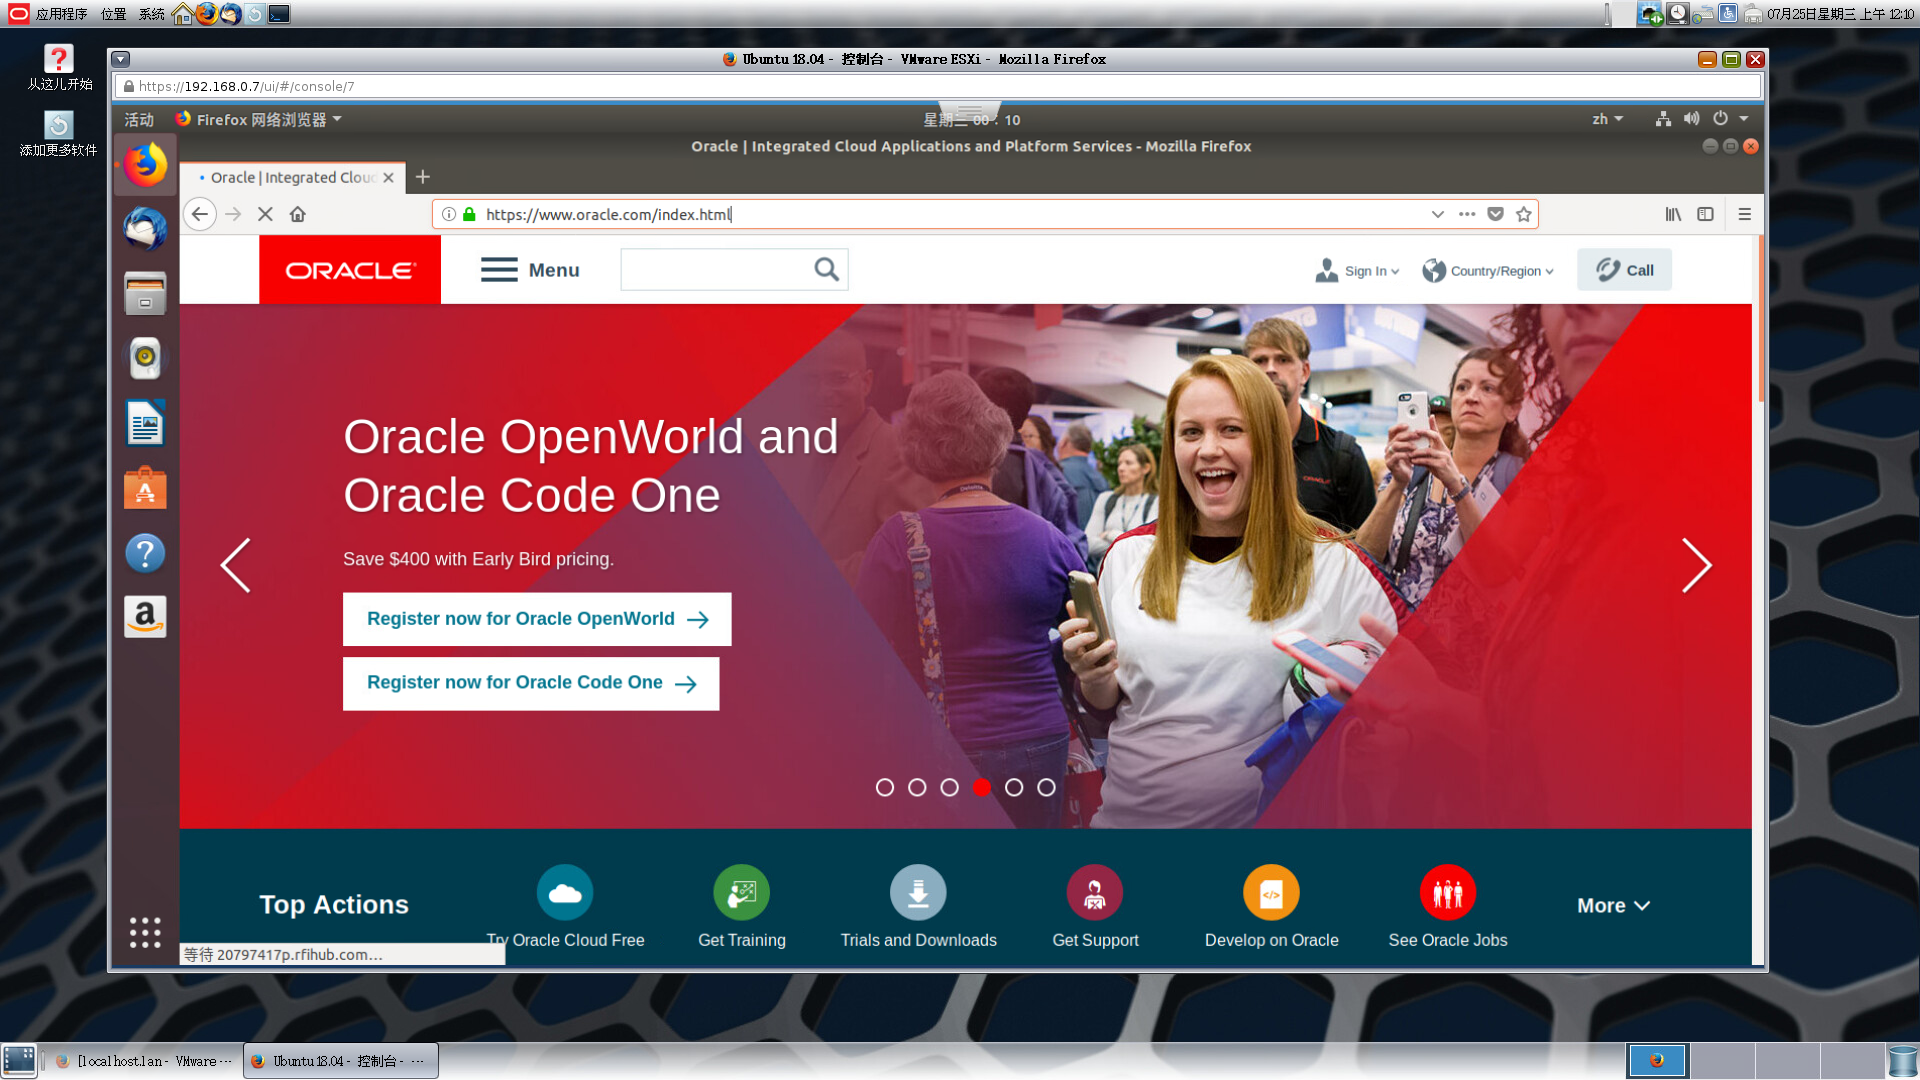 应用程序 位置 系统
07月25日星期三 上午 12:10
从这儿开始
添加更多软件
Ubuntu 18.04 - 控制台 - VMware ESXi - Mozilla Firefox
https://192.168.0.7/ui/#/console/7
活动 Firefox 网络浏览器
zh
Oracle | Integrated Cloud Applications and Platform Services - Mozilla Firefox
Oracle | Integrated Cloud
https://www.oracle.com/index.html
ORACLE
Menu
Sign In
Country/Region
Call
Oracle OpenWorld and
Oracle Code One
Save $400 with Early Bird pricing.
Register now for Oracle OpenWorld
Register now for Oracle Code One
Top Actions
Try Oracle Cloud Free
Get Training
Trials and Downloads
Get Support
Develop on Oracle
See Oracle Jobs
More
等待 20797417p.rfihub.com…
[localhost.lan - VMware ...
Ubuntu 18.04 - 控制台 - ...